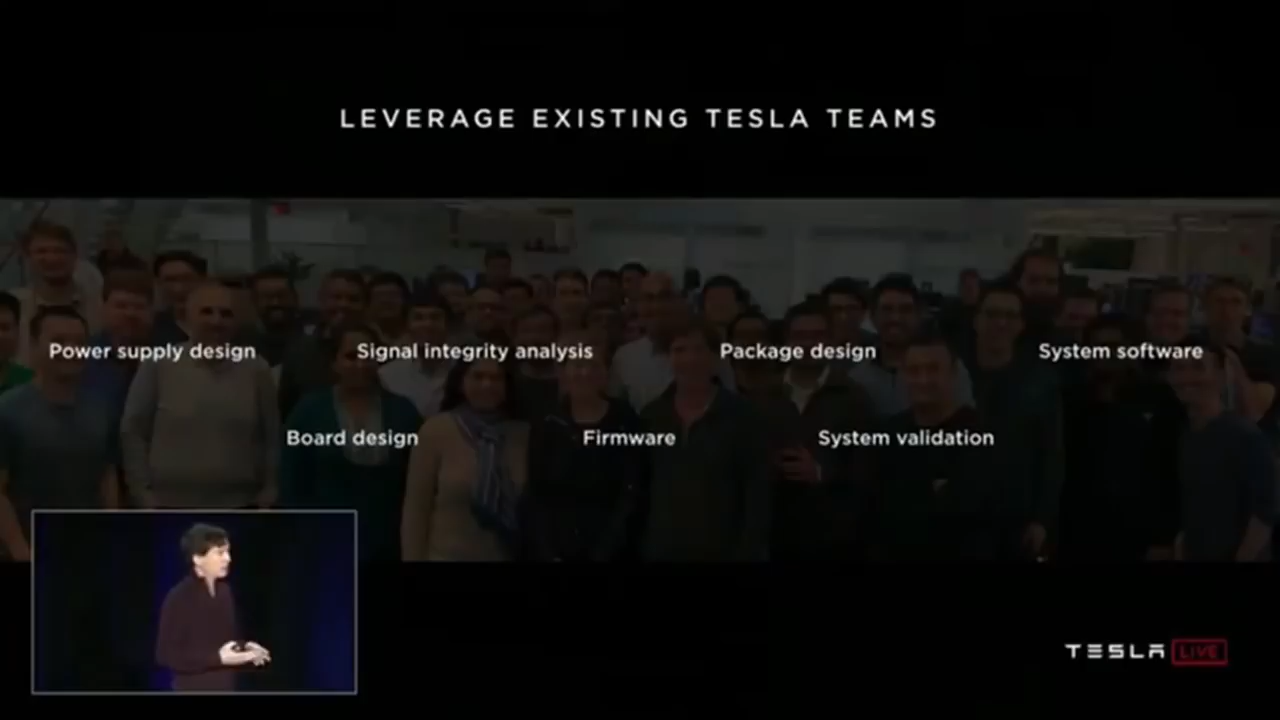 LEVERAGE EXISTING TESLA TEAMS
Power supply design Signal integrity analysis Package design System software
Board design Firmware System validation
TESLA LIVE